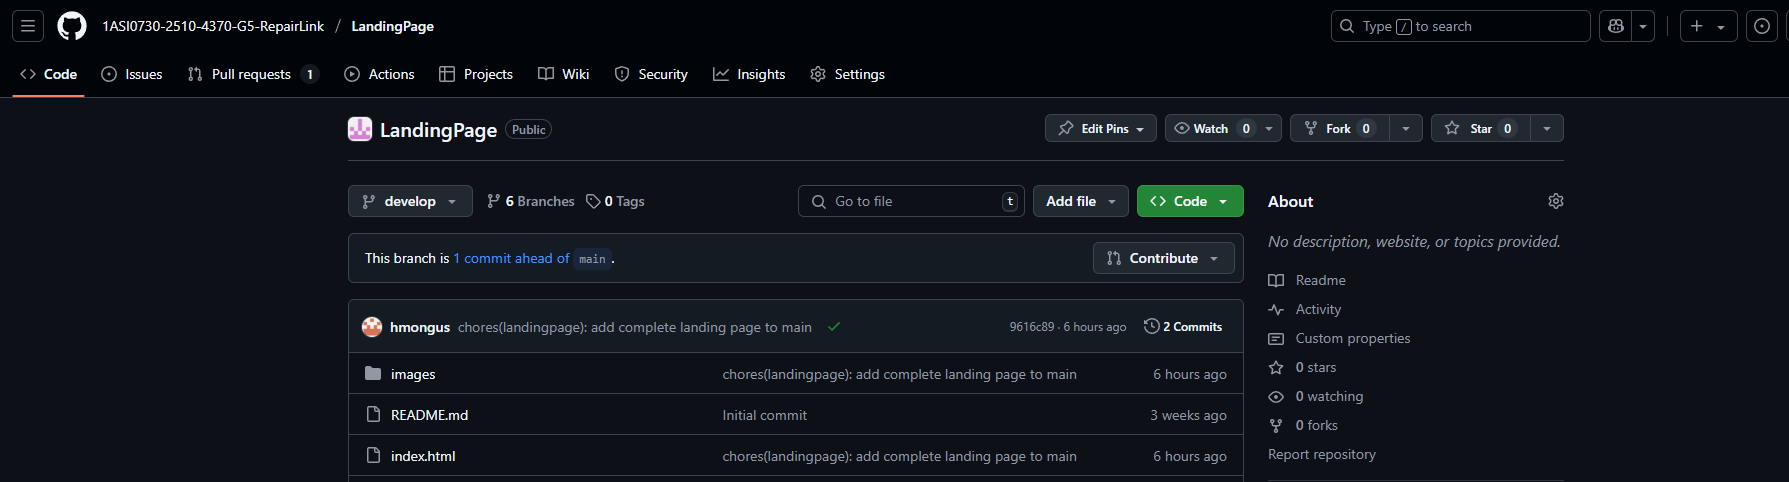 1ASI0730-2510-4370-G5-RepairLink / LandingPage
Type / to search
Code Issues Pull requests 1 Actions Projects Wiki Security Insights Settings
LandingPage Public
Edit Pins Watch 0 Fork 0 Star 0
develop 6 Branches 0 Tags Go to file t Add file Code
This branch is 1 commit ahead of main. Contribute
hmongus chores(landingpage): add complete landing page to main 9616c89 · 6 hours ago 2 Commits
images chores(landingpage): add complete landing page to main 6 hours ago
README.md Initial commit 3 weeks ago
index.html chores(landingpage): add complete landing page to main 6 hours ago
About
No description, website, or topics provided.
Readme
Activity
Custom properties
0 stars
0 watching
0 forks
Report repository